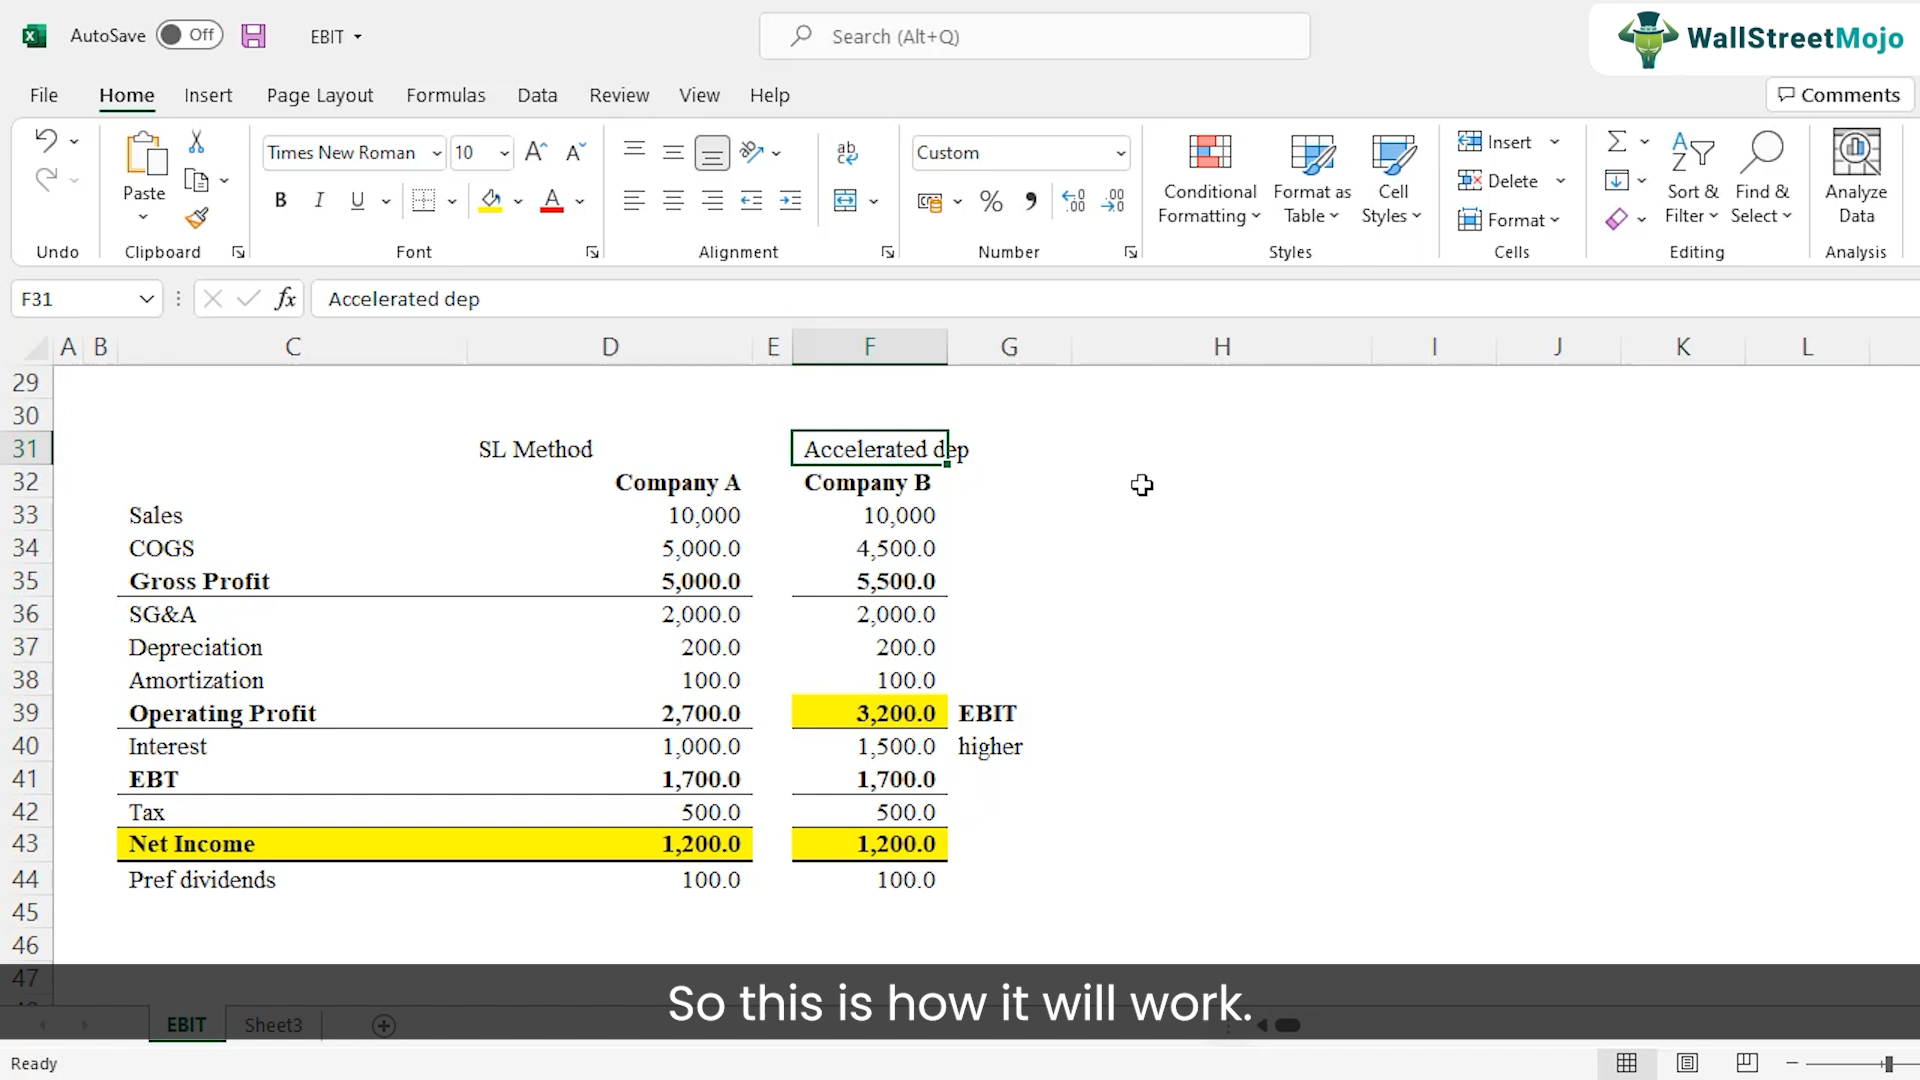 AutoSave Off EBIT Search (Alt+Q) WallStreetMojo
File Home Insert Page Layout Formulas Data Review View Help Comments
Times New Roman 10 A A ab Custom Insert Σ A
Z
c
Paste B I U A % 9 Conditional Format as Cell Delete Sort & Find & Analyze
←0 .00
.00 →0
Formatting Table Styles Format Filter Select Data
Undo Clipboard Font Alignment Number Styles Cells Editing Analysis
F31 fx Accelerated dep
A B C D E F G H I J K L
29
30
31 SL Method Accelerated dep
32 Company A Company B
33 Sales 10,000 10,000
34 COGS 5,000.0 4,500.0
35 Gross Profit 5,000.0 5,500.0
36 SG&A 2,000.0 2,000.0
37 Depreciation 200.0 200.0
38 Amortization 100.0 100.0
39 Operating Profit 2,700.0 3,200.0 EBIT
40 Interest 1,000.0 1,500.0 higher
41 EBT 1,700.0 1,700.0
42 Tax 500.0 500.0
43 Net Income 1,200.0 1,200.0
44 Pref dividends 100.0 100.0
45
46
47
So this is how it will work.
EBIT Sheet3
Ready